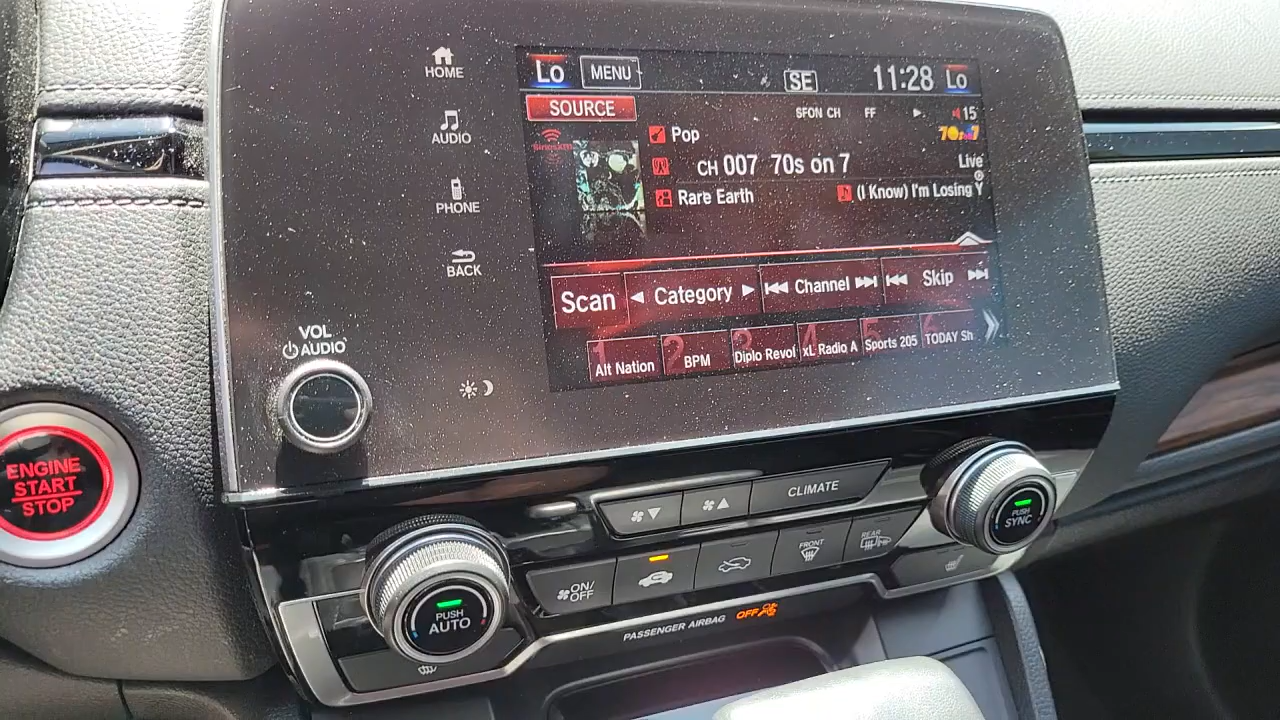 HOME
AUDIO
PHONE
BACK
VOL
AUDIO
ENGINE
START
STOP
Lo MENU SE 11:28 Lo
SOURCE SFON CH FF 15
siriusxm Pop
CH 007 70s on 7 Live
Rare Earth (I Know) I'm Losing Y
Scan Category Channel Skip
1 Alt Nation 2 BPM 3 Diplo Revol 4 xL Radio A 5 Sports 205 6 TODAY Sh
CLIMATE
PUSH
SYNC
ON/
OFF
FRONT
REAR
PUSH
AUTO
PASSENGER AIRBAG OFF